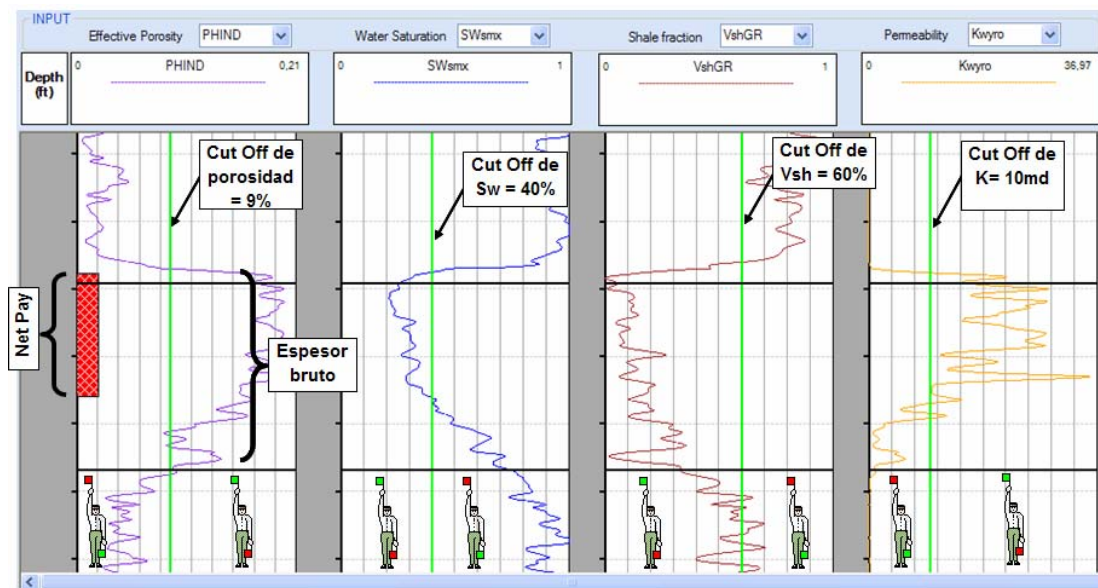 INPUT
Effective Porosity PHIND Water Saturation SWsmx Shale fraction VshGR Permeability Kwyro
Depth
(ft)
0 PHIND 0,21
0 SWsmx 1
0 VshGR 1
0 Kwyro 36,97
Cut Off de
porosidad
= 9%
Cut Off de
Sw = 40%
Cut Off de
Vsh = 60%
Cut Off de
K= 10md
Net Pay
Espesor
bruto